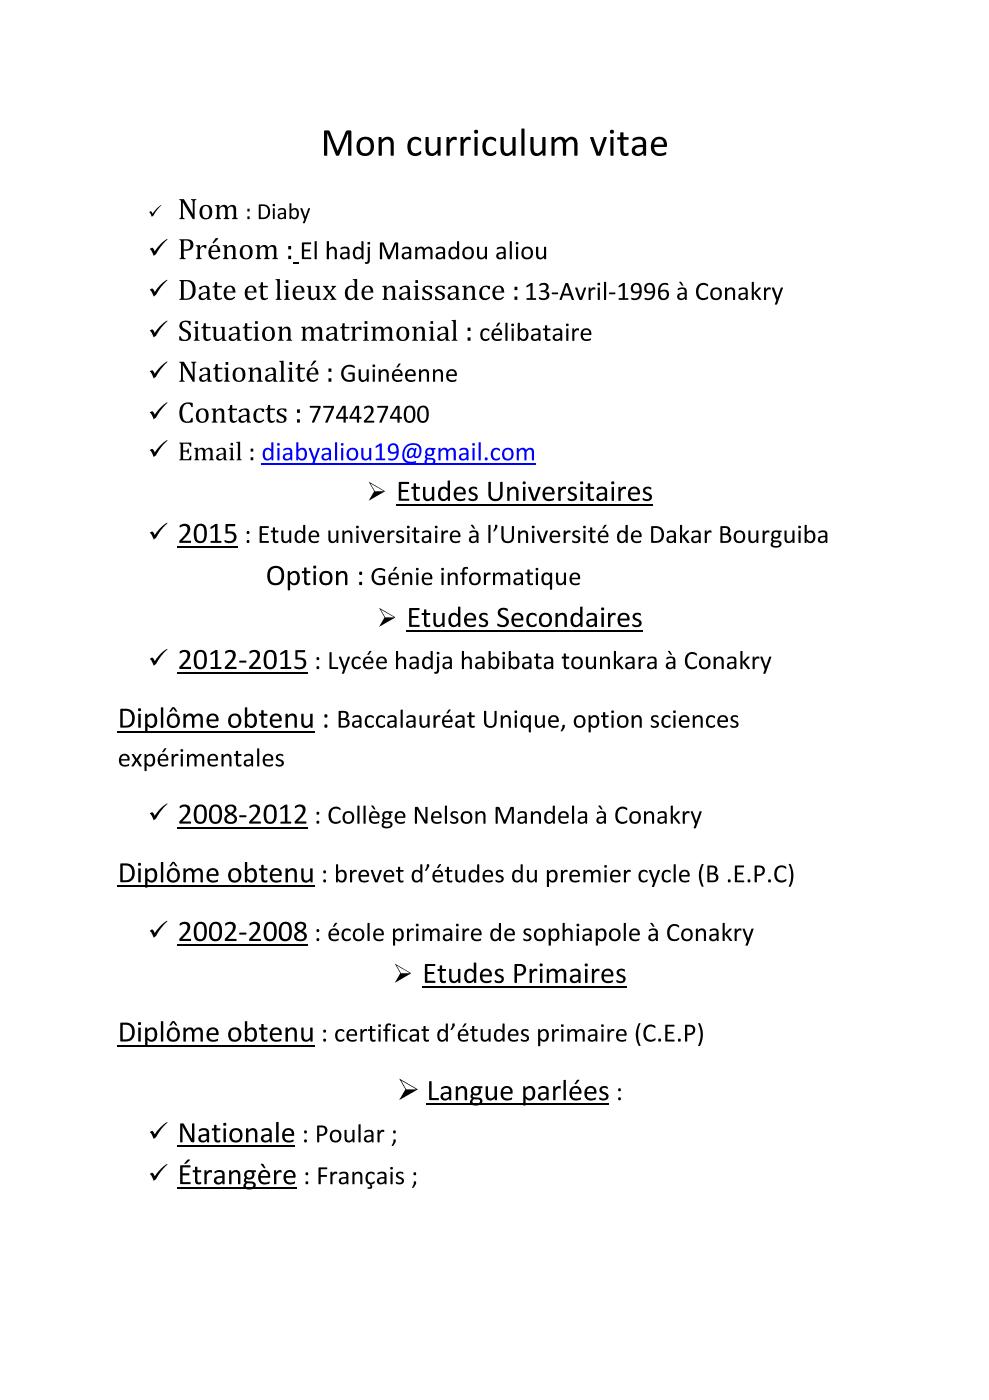 Mon curriculum vitae
✓ Nom : Diaby
✓ Prénom : El hadj Mamadou aliou
✓ Date et lieux de naissance : 13-Avril-1996 à Conakry
✓ Situation matrimonial : célibataire
✓ Nationalité : Guinéenne
✓ Contacts : 774427400
✓ Email : diabyaliou19@gmail.com
➢ Etudes Universitaires
✓ 2015 : Etude universitaire à l’Université de Dakar Bourguiba
Option : Génie informatique
➢ Etudes Secondaires
✓ 2012-2015 : Lycée hadja habibata tounkara à Conakry
Diplôme obtenu : Baccalauréat Unique, option sciences
expérimentales
✓ 2008-2012 : Collège Nelson Mandela à Conakry
Diplôme obtenu : brevet d’études du premier cycle (B .E.P.C)
✓ 2002-2008 : école primaire de sophiapole à Conakry
➢ Etudes Primaires
Diplôme obtenu : certificat d’études primaire (C.E.P)
➢ Langue parlées :
✓ Nationale : Poular ;
✓ Étrangère : Français ;